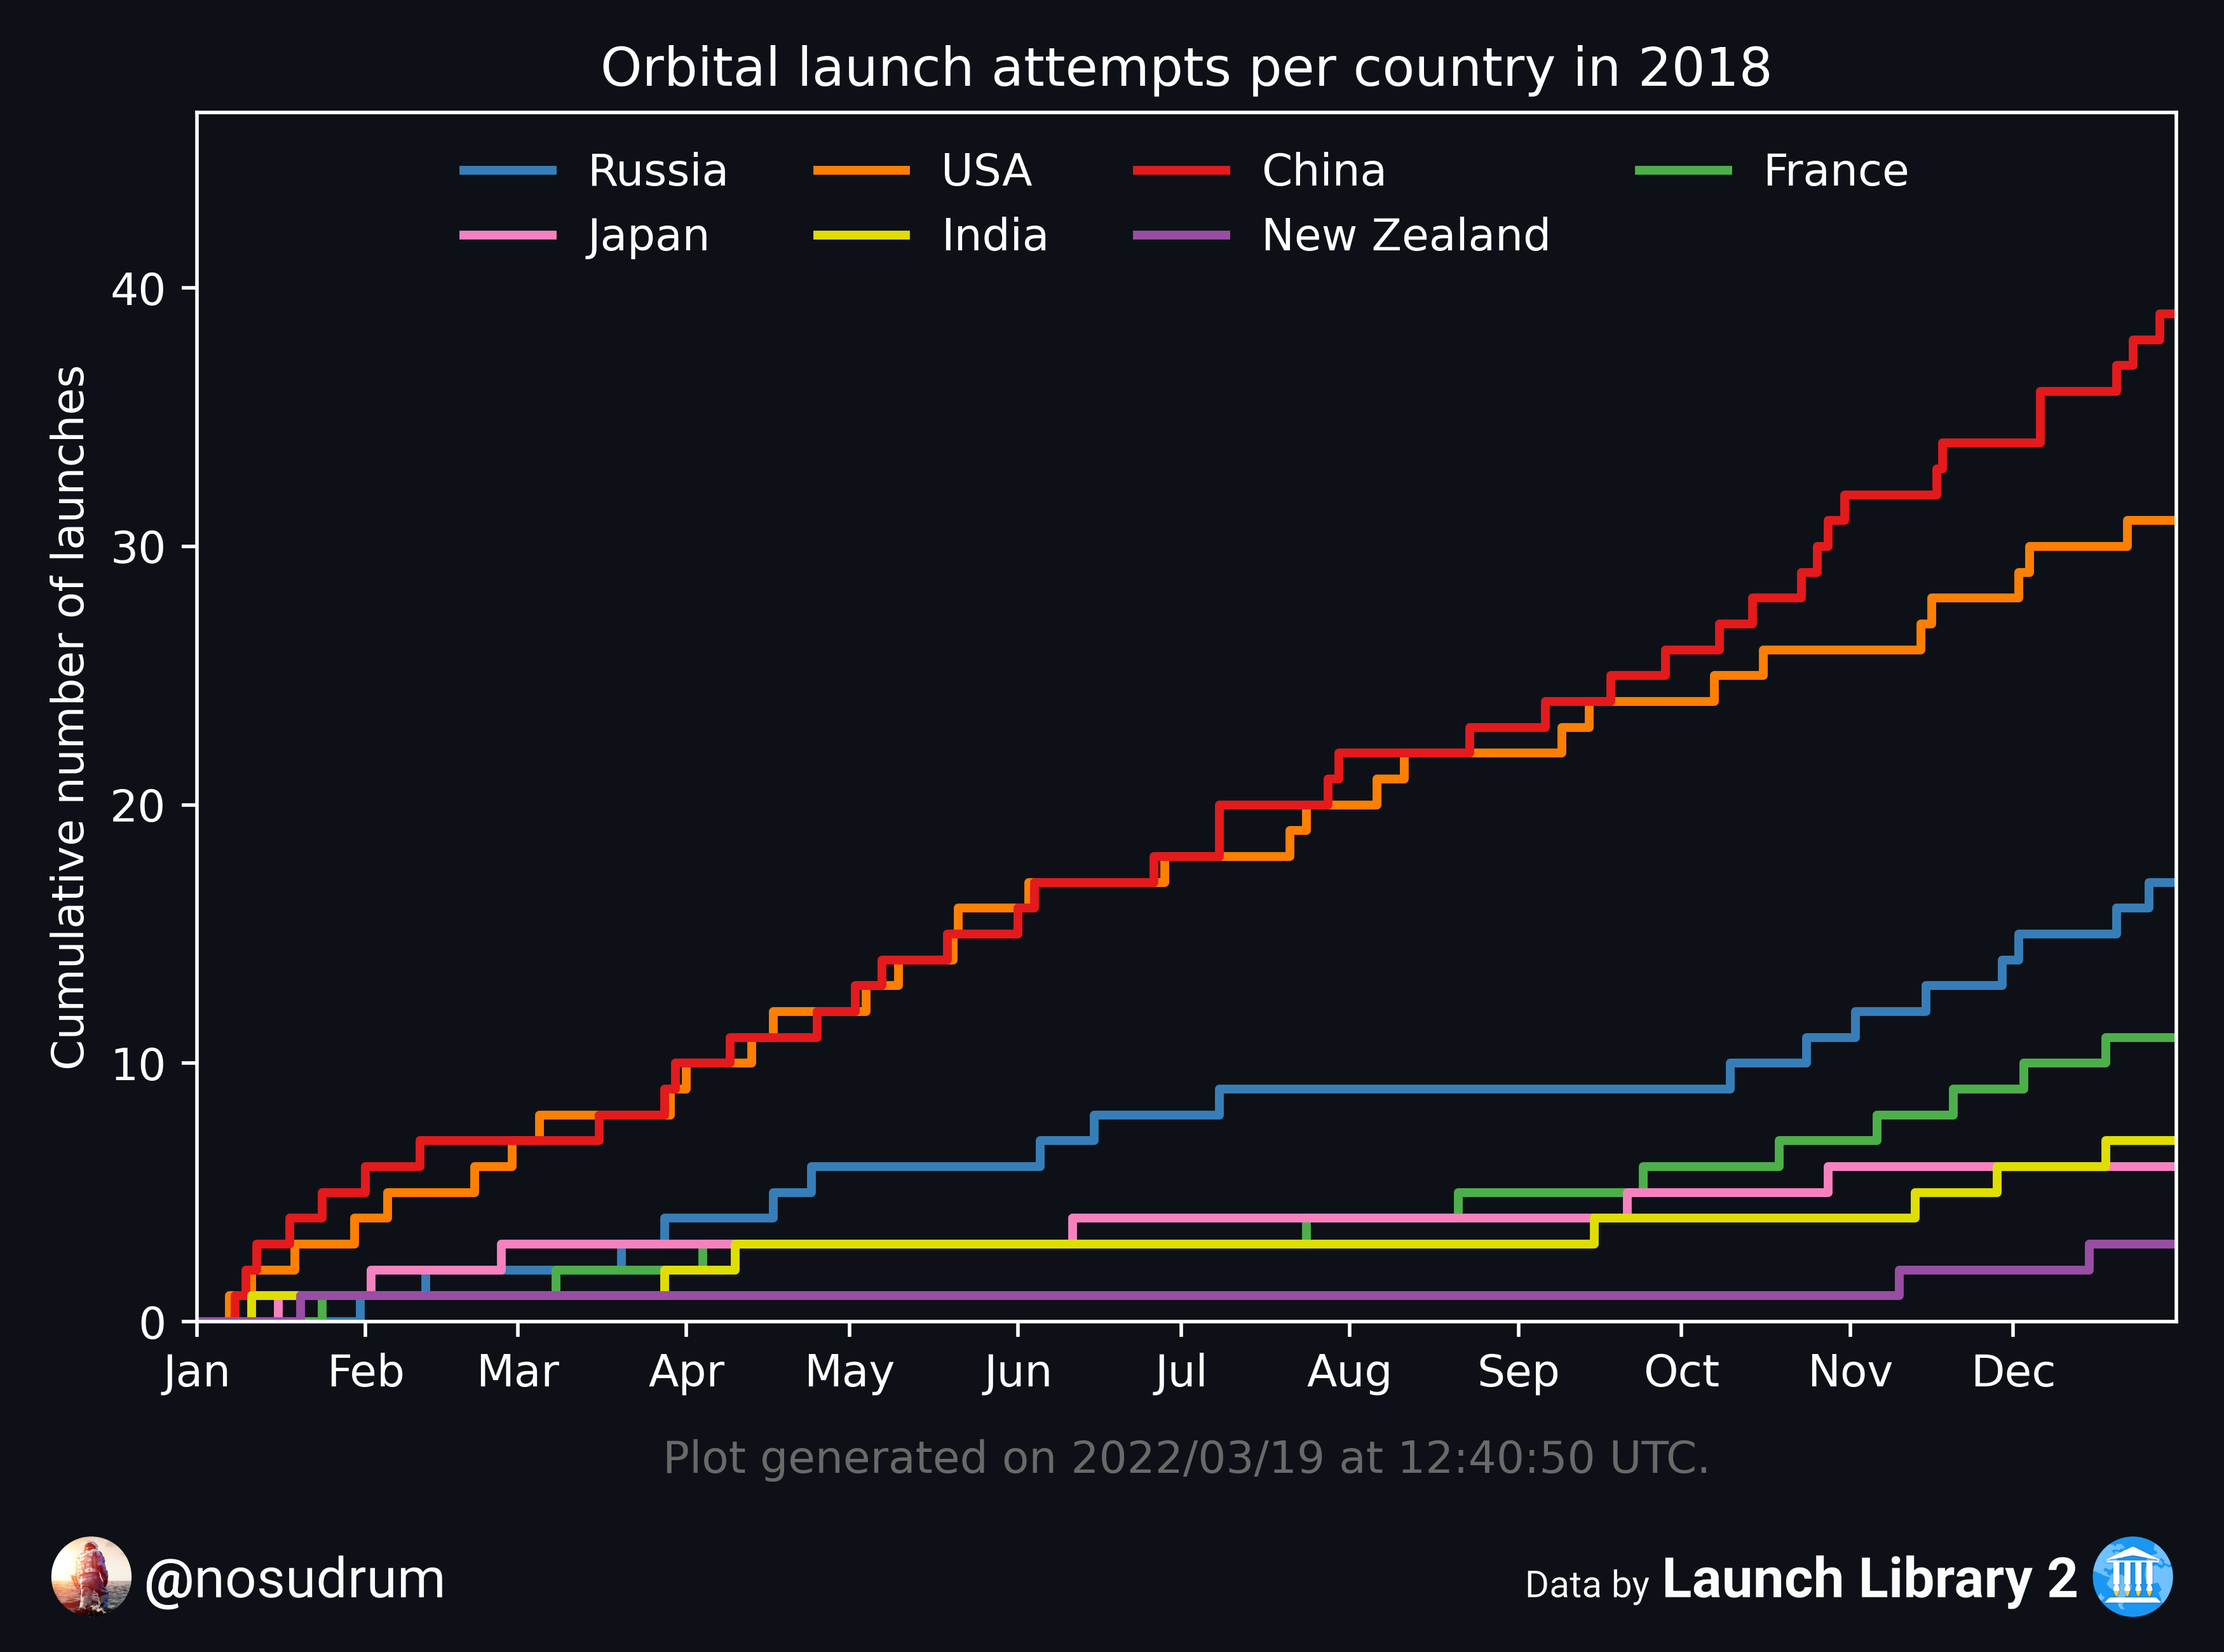 Orbital launch attempts per country in 2018
Russia USA China France
Japan India New Zealand
Cumulative number of launches
40
30
20
10
0
Jan Feb Mar Apr May Jun Jul Aug Sep Oct Nov Dec
Plot generated on 2022/03/19 at 12:40:50 UTC.
@nosudrum
Data by Launch Library 2